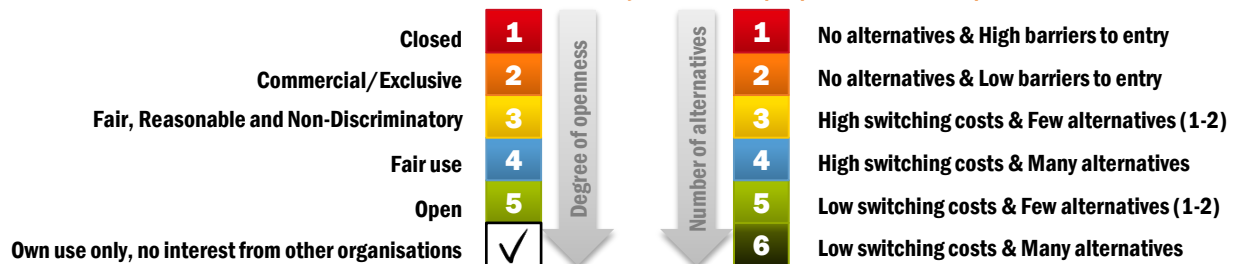 Closed 1
Commercial/Exclusive 2
Fair, Reasonable and Non-Discriminatory 3
Fair use 4
Open 5
Own use only, no interest from other organisations ✓
Degree of openness
Number of alternatives
1 No alternatives & High barriers to entry
2 No alternatives & Low barriers to entry
3 High switching costs & Few alternatives (1-2)
4 High switching costs & Many alternatives
5 Low switching costs & Few alternatives (1-2)
6 Low switching costs & Many alternatives